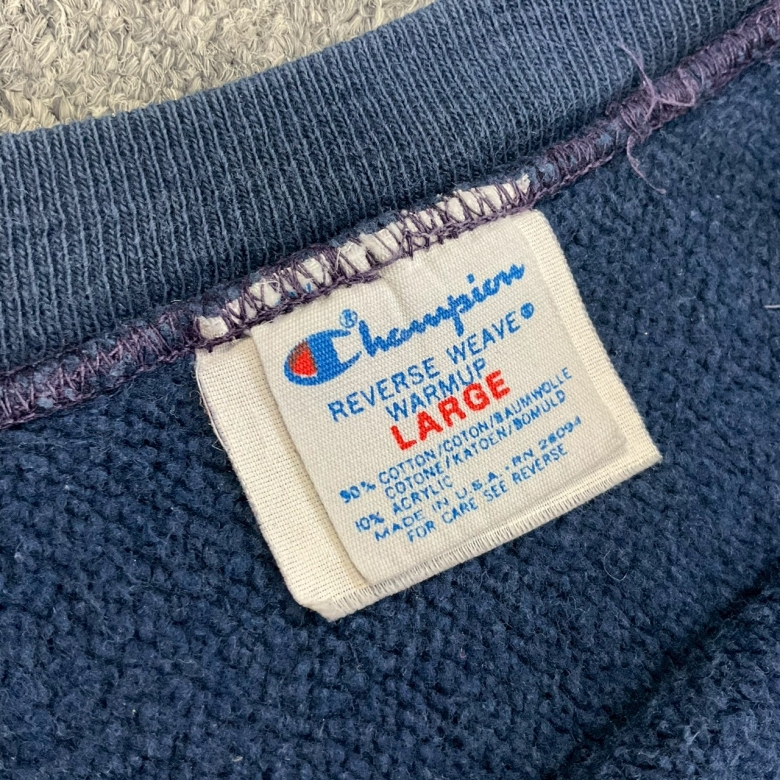 Champion®
REVERSE WEAVE®
WARMUP
LARGE
90% COTTON/COTON/BAUMWOLLE
COTONE/KATOEN/BOMULD
10% ACRYLIC
MADE IN U.S.A. · RN 26094
FOR CARE SEE REVERSE